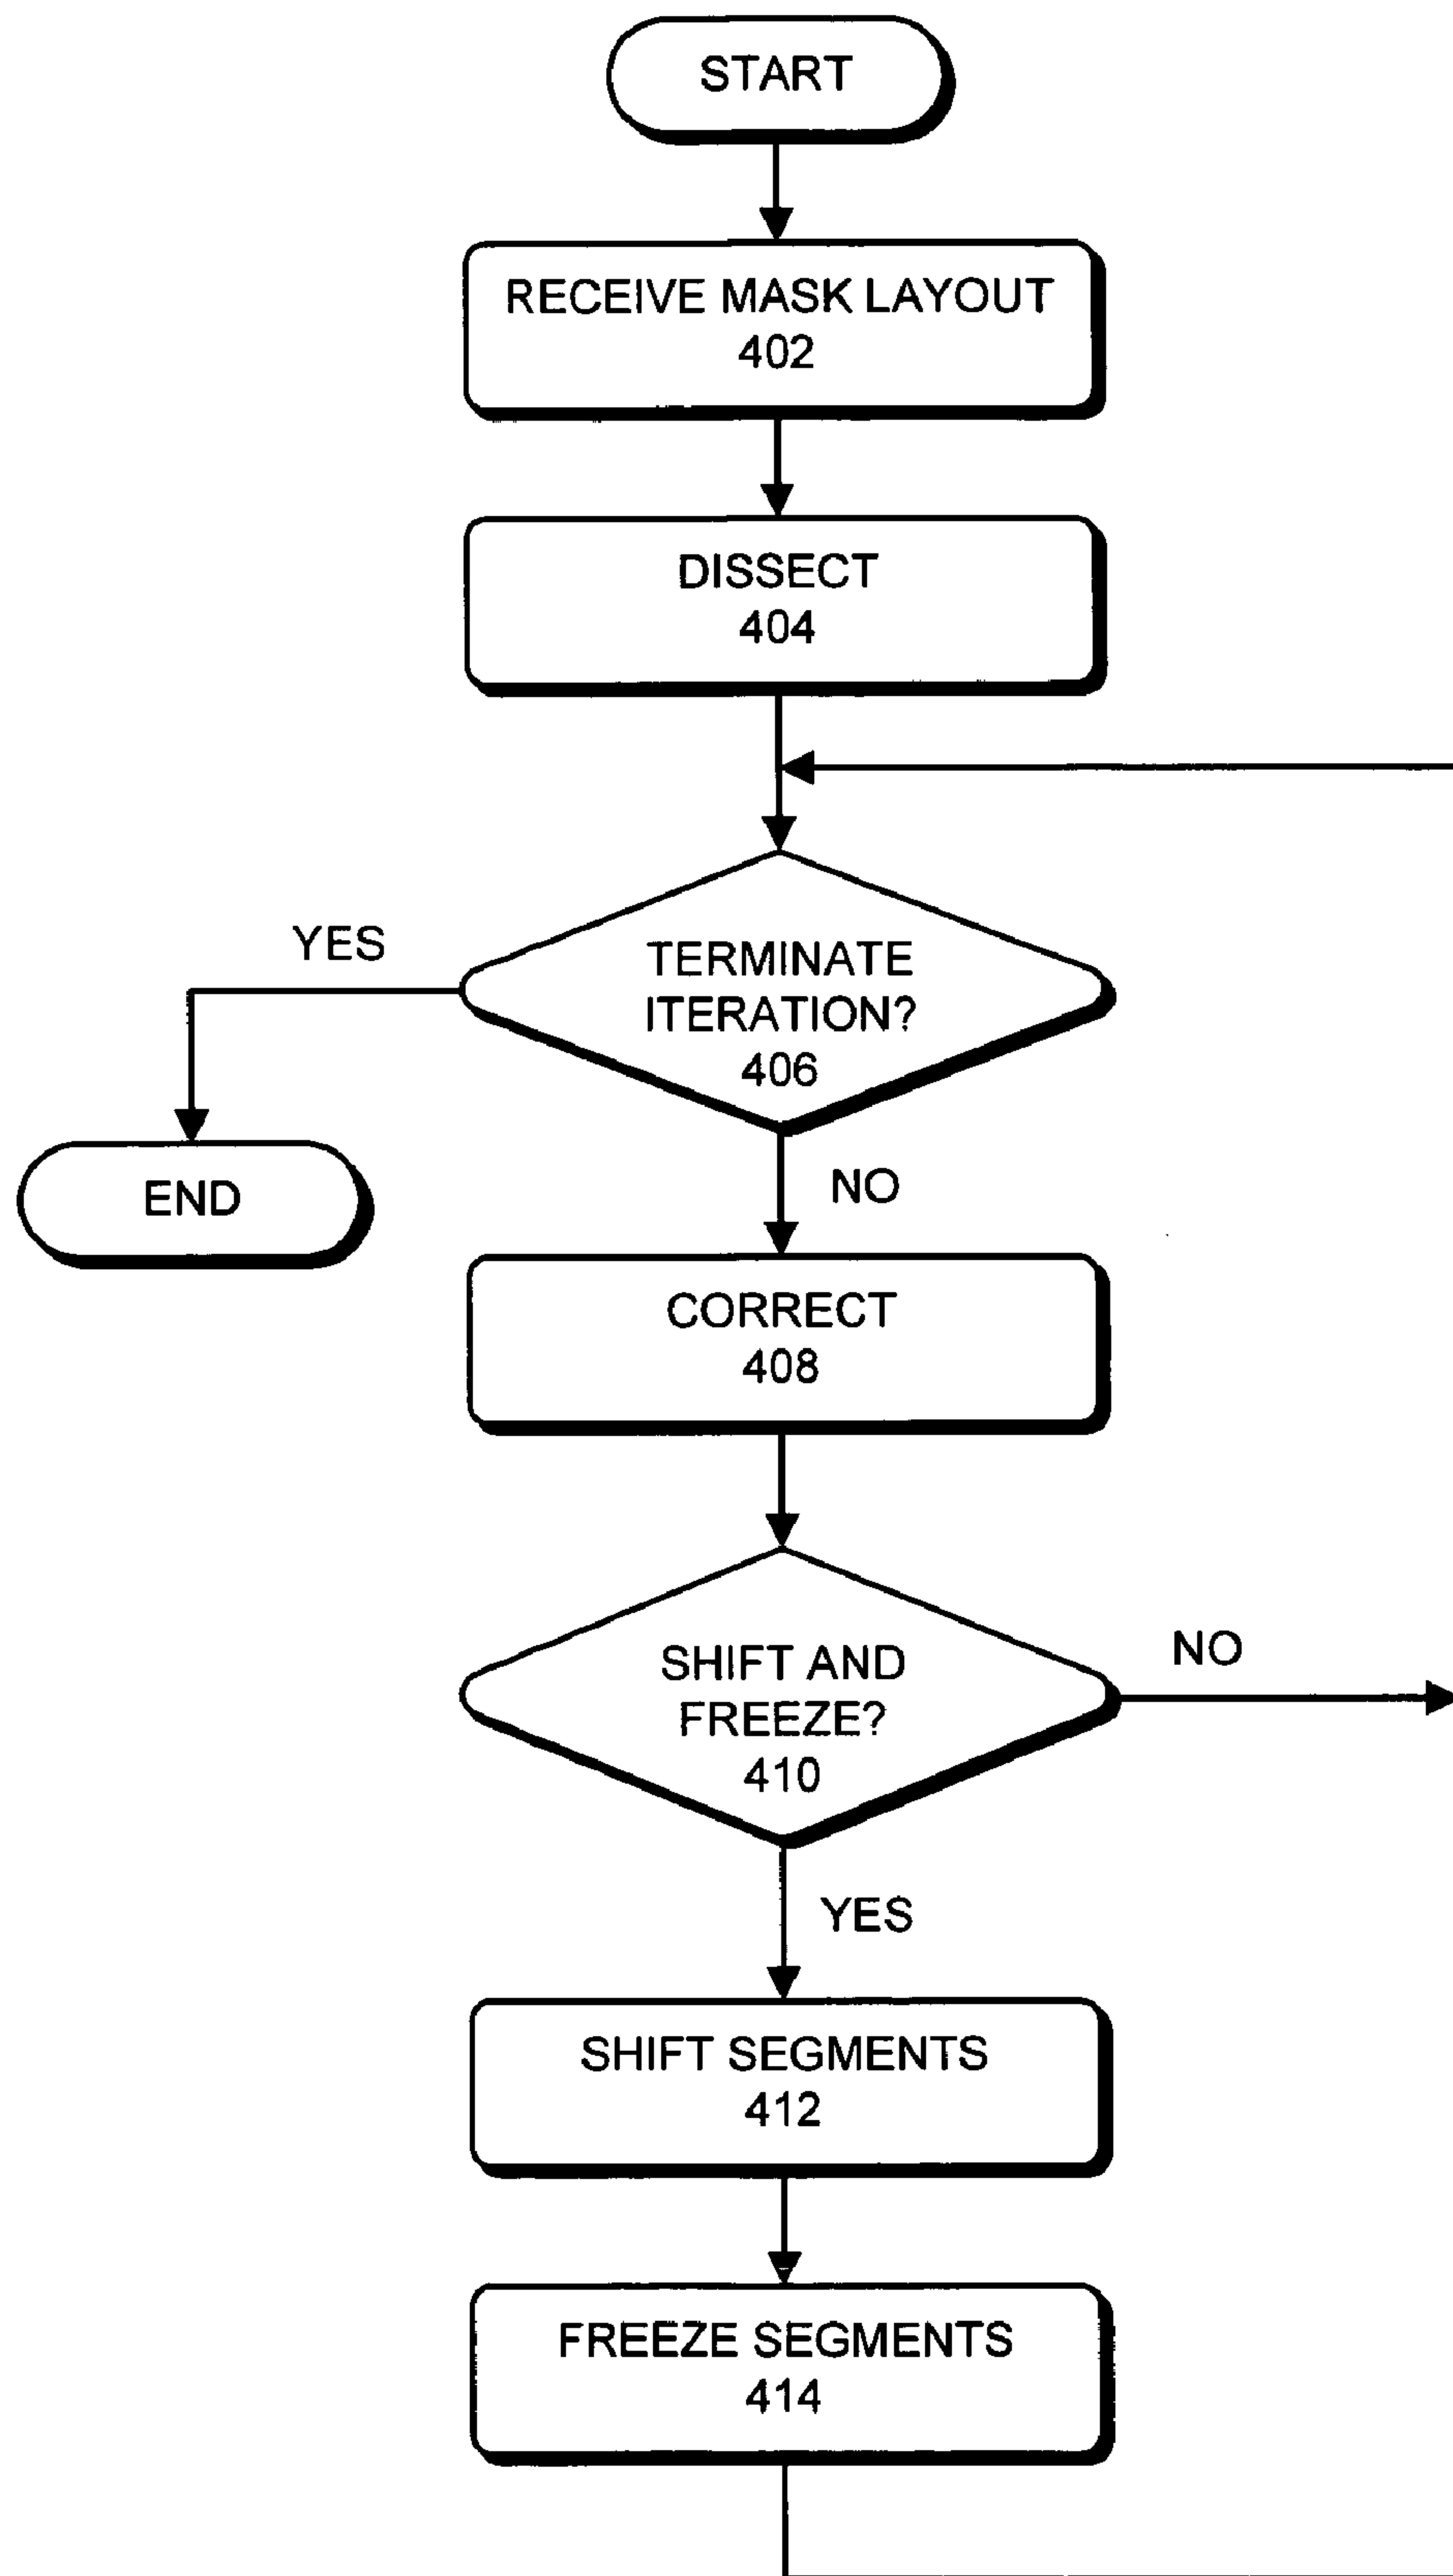 START
RECEIVE MASK LAYOUT
402
DISSECT
404
YES
TERMINATE
ITERATION?
406
END
NO
CORRECT
408
SHIFT AND
FREEZE?
410
NO
YES
SHIFT SEGMENTS
412
FREEZE SEGMENTS
414